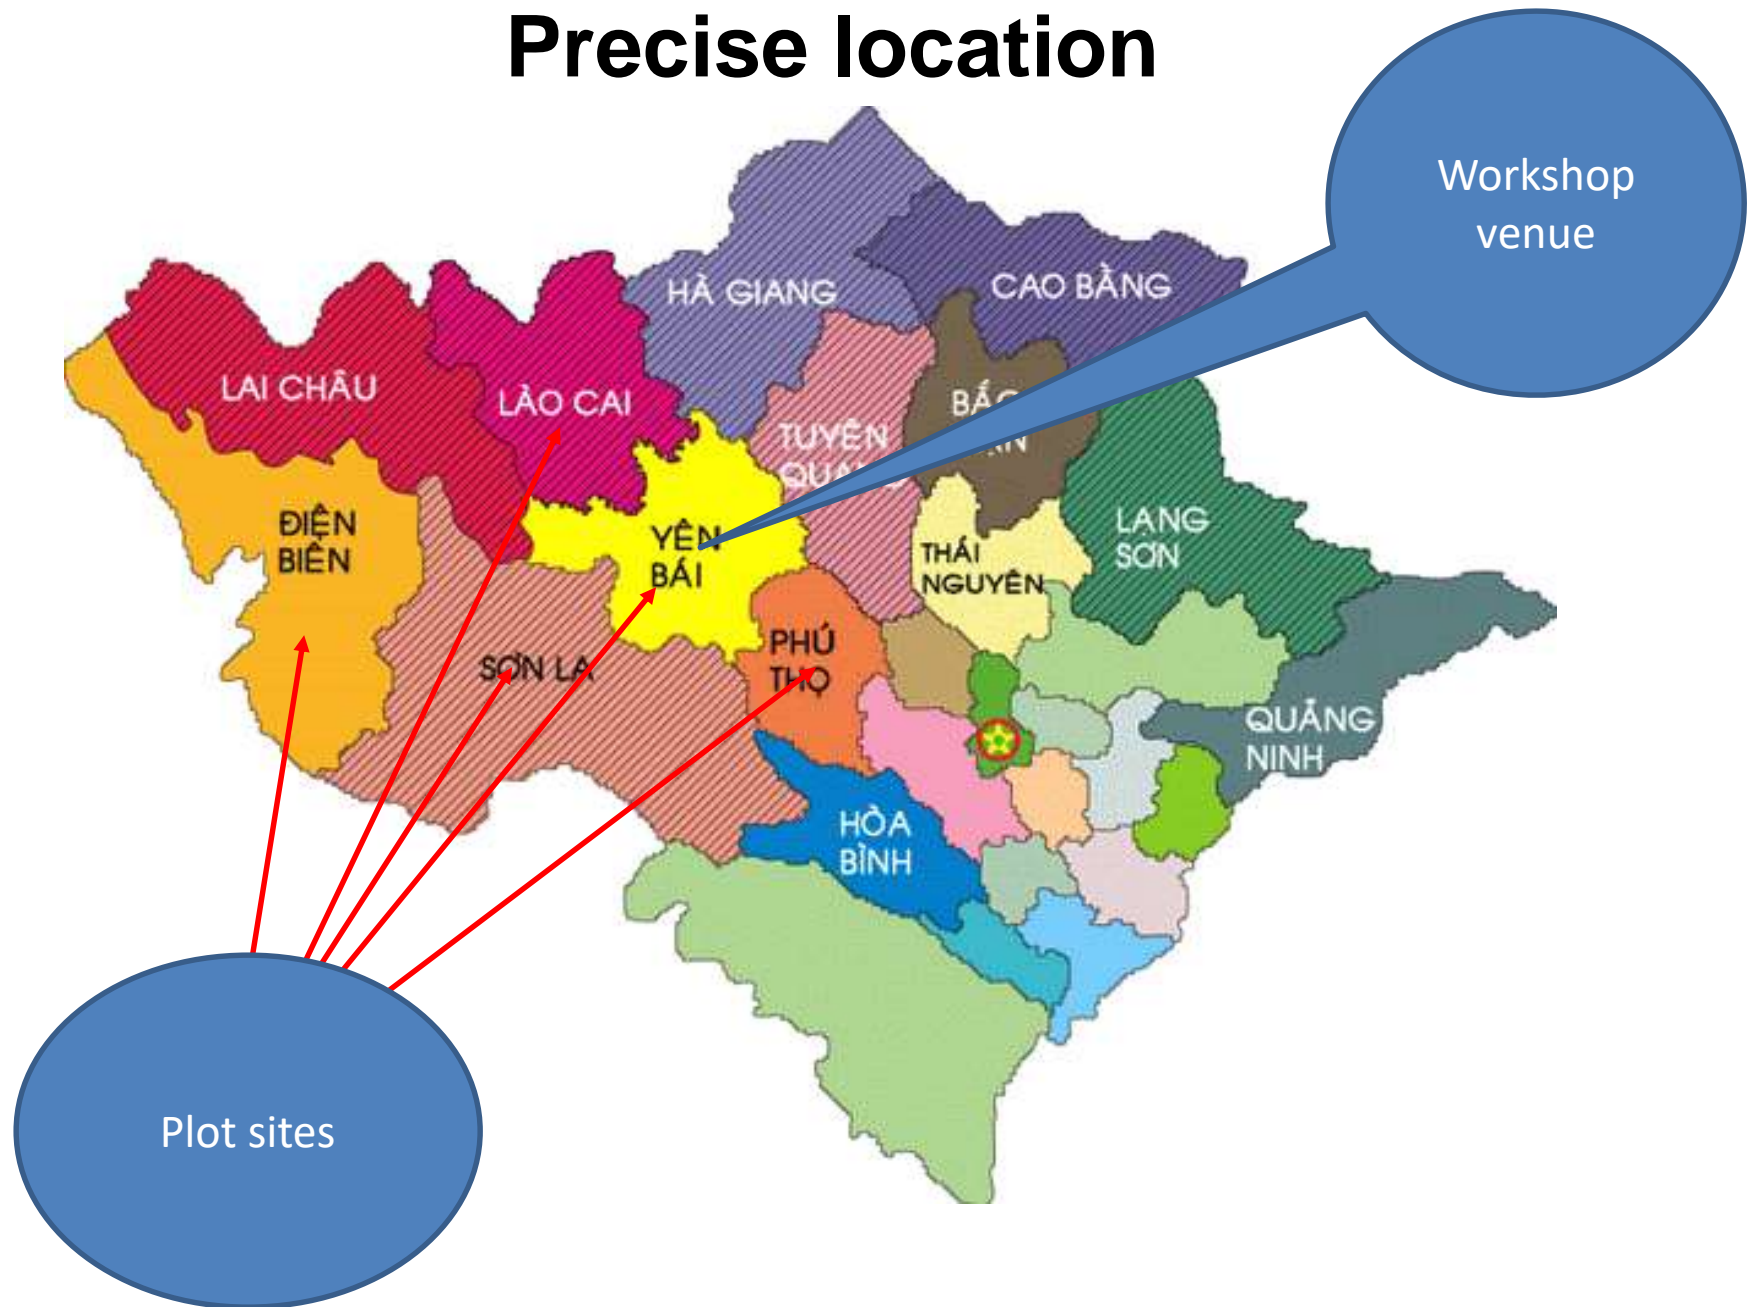 Precise location
Workshop
venue
HÀ GIANG
CAO BẰNG
LAI CHÂU
LÀO CAI
TUYÊN
ĐIỆN
BIÊN
YÊN
BÁI
THÁI
NGUYÊN
LẠNG
SƠN
PHÚ
THỌ
SƠN LA
QUẢNG
NINH
HÒA
BÌNH
Plot sites